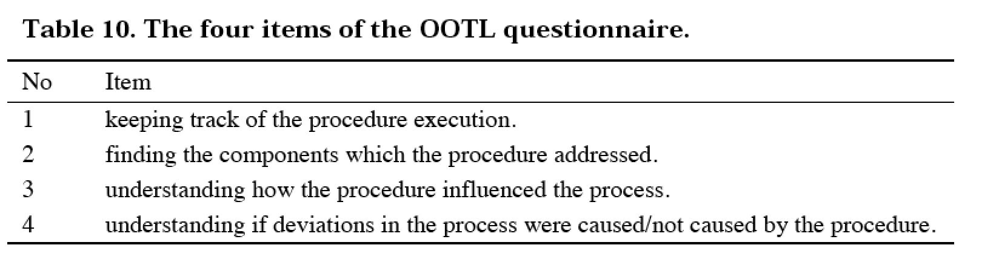 Table 10. The four items of the OOTL questionnaire.
No Item
1 keeping track of the procedure execution.
2 finding the components which the procedure addressed.
3 understanding how the procedure influenced the process.
4 understanding if deviations in the process were caused/not caused by the procedure.